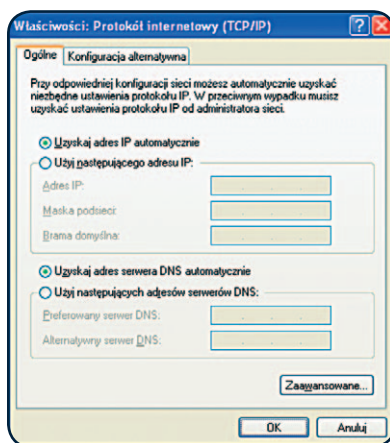 Właściwości: Protokół internetowy (TCP/IP)
Ogólne
Konfiguracja alternatywna
Przy odpowiedniej konfiguracji sieci możesz automatycznie uzyskać
niezbędne ustawienia protokołu IP. W przeciwnym wypadku musisz
uzyskać ustawienia protokołu IP od administratora sieci.
Uzyskaj adres IP automatycznie
Użyj następującego adresu IP:
Adres IP:
Maska podsieci:
Brama domyślna:
Uzyskaj adres serwera DNS automatycznie
Użyj następujących adresów serwerów DNS:
Preferowany serwer DNS:
Alternatywny serwer DNS:
Zaawansowane...
OK
Anuluj